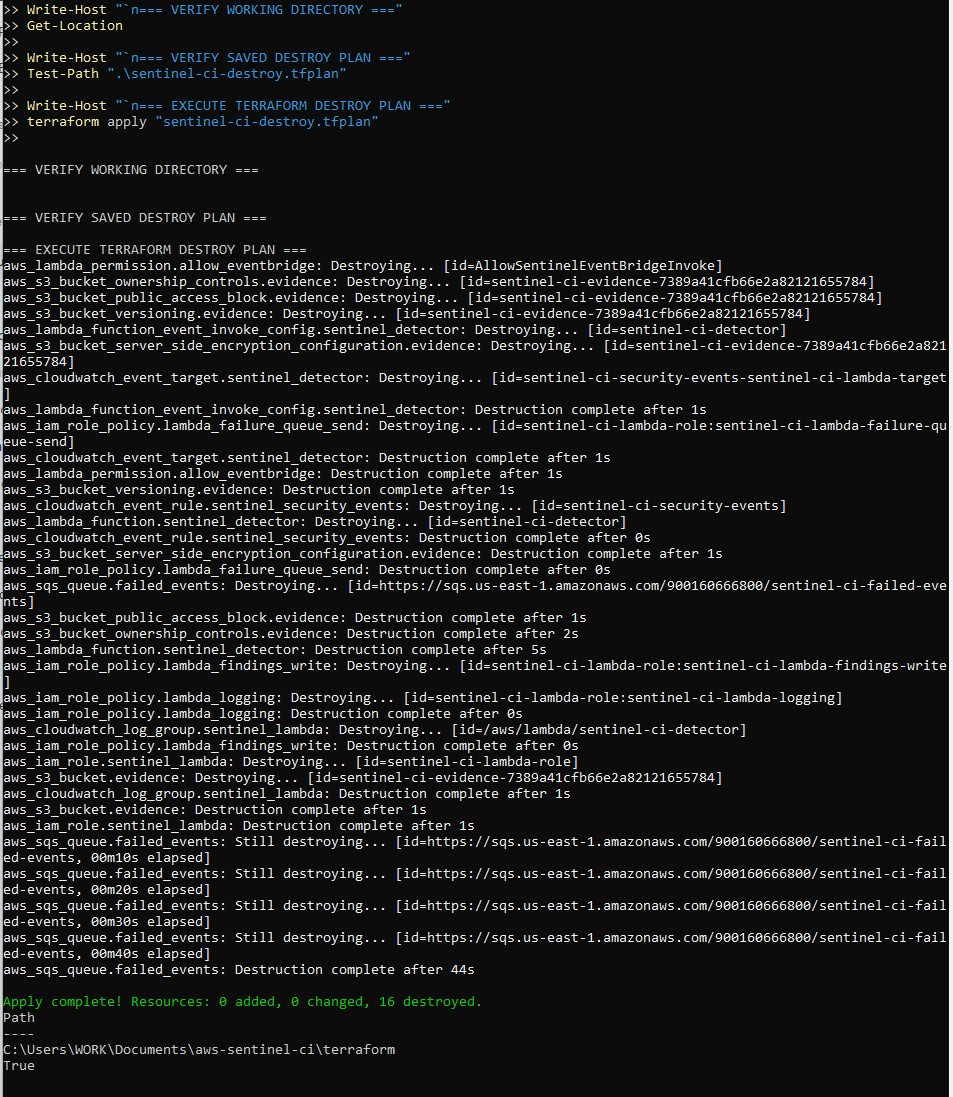 >> Write-Host "`n=== VERIFY WORKING DIRECTORY ==="
>> Get-Location
>>
>> Write-Host "`n=== VERIFY SAVED DESTROY PLAN ==="
>> Test-Path ".\sentinel-ci-destroy.tfplan"
>>
>> Write-Host "`n=== EXECUTE TERRAFORM DESTROY PLAN ==="
>> terraform apply "sentinel-ci-destroy.tfplan"
>>
=== VERIFY WORKING DIRECTORY ===
=== VERIFY SAVED DESTROY PLAN ===
=== EXECUTE TERRAFORM DESTROY PLAN ===
aws_lambda_permission.allow_eventbridge: Destroying... [id=AllowSentinelEventBridgeInvoke]
aws_s3_bucket_ownership_controls.evidence: Destroying... [id=sentinel-ci-evidence-7389a41cfb66e2a82121655784]
aws_s3_bucket_public_access_block.evidence: Destroying... [id=sentinel-ci-evidence-7389a41cfb66e2a82121655784]
aws_s3_bucket_versioning.evidence: Destroying... [id=sentinel-ci-evidence-7389a41cfb66e2a82121655784]
aws_lambda_function_event_invoke_config.sentinel_detector: Destroying... [id=sentinel-ci-detector]
aws_s3_bucket_server_side_encryption_configuration.evidence: Destroying... [id=sentinel-ci-evidence-7389a41cfb66e2a821
21655784]
aws_cloudwatch_event_target.sentinel_detector: Destroying... [id=sentinel-ci-security-events-sentinel-ci-lambda-target
]
aws_lambda_function_event_invoke_config.sentinel_detector: Destruction complete after 1s
aws_iam_role_policy.lambda_failure_queue_send: Destroying... [id=sentinel-ci-lambda-role:sentinel-ci-lambda-failure-qu
eue-send]
aws_cloudwatch_event_target.sentinel_detector: Destruction complete after 1s
aws_lambda_permission.allow_eventbridge: Destruction complete after 1s
aws_s3_bucket_versioning.evidence: Destruction complete after 1s
aws_cloudwatch_event_rule.sentinel_security_events: Destroying... [id=sentinel-ci-security-events]
aws_lambda_function.sentinel_detector: Destroying... [id=sentinel-ci-detector]
aws_cloudwatch_event_rule.sentinel_security_events: Destruction complete after 0s
aws_s3_bucket_server_side_encryption_configuration.evidence: Destruction complete after 1s
aws_iam_role_policy.lambda_failure_queue_send: Destruction complete after 0s
aws_sqs_queue.failed_events: Destroying... [id=https://sqs.us-east-1.amazonaws.com/900160666800/sentinel-ci-failed-eve
nts]
aws_s3_bucket_public_access_block.evidence: Destruction complete after 1s
aws_s3_bucket_ownership_controls.evidence: Destruction complete after 2s
aws_lambda_function.sentinel_detector: Destruction complete after 5s
aws_iam_role_policy.lambda_findings_write: Destroying... [id=sentinel-ci-lambda-role:sentinel-ci-lambda-findings-write
]
aws_iam_role_policy.lambda_logging: Destroying... [id=sentinel-ci-lambda-role:sentinel-ci-lambda-logging]
aws_iam_role_policy.lambda_logging: Destruction complete after 0s
aws_cloudwatch_log_group.sentinel_lambda: Destroying... [id=/aws/lambda/sentinel-ci-detector]
aws_iam_role_policy.lambda_findings_write: Destruction complete after 0s
aws_iam_role.sentinel_lambda: Destroying... [id=sentinel-ci-lambda-role]
aws_s3_bucket.evidence: Destroying... [id=sentinel-ci-evidence-7389a41cfb66e2a82121655784]
aws_cloudwatch_log_group.sentinel_lambda: Destruction complete after 1s
aws_s3_bucket.evidence: Destruction complete after 1s
aws_iam_role.sentinel_lambda: Destruction complete after 1s
aws_sqs_queue.failed_events: Still destroying... [id=https://sqs.us-east-1.amazonaws.com/900160666800/sentinel-ci-fail
ed-events, 00m10s elapsed]
aws_sqs_queue.failed_events: Still destroying... [id=https://sqs.us-east-1.amazonaws.com/900160666800/sentinel-ci-fail
ed-events, 00m20s elapsed]
aws_sqs_queue.failed_events: Still destroying... [id=https://sqs.us-east-1.amazonaws.com/900160666800/sentinel-ci-fail
ed-events, 00m30s elapsed]
aws_sqs_queue.failed_events: Still destroying... [id=https://sqs.us-east-1.amazonaws.com/900160666800/sentinel-ci-fail
ed-events, 00m40s elapsed]
aws_sqs_queue.failed_events: Destruction complete after 44s
Apply complete! Resources: 0 added, 0 changed, 16 destroyed.
Path
----
C:\Users\WORK\Documents\aws-sentinel-ci\terraform
True